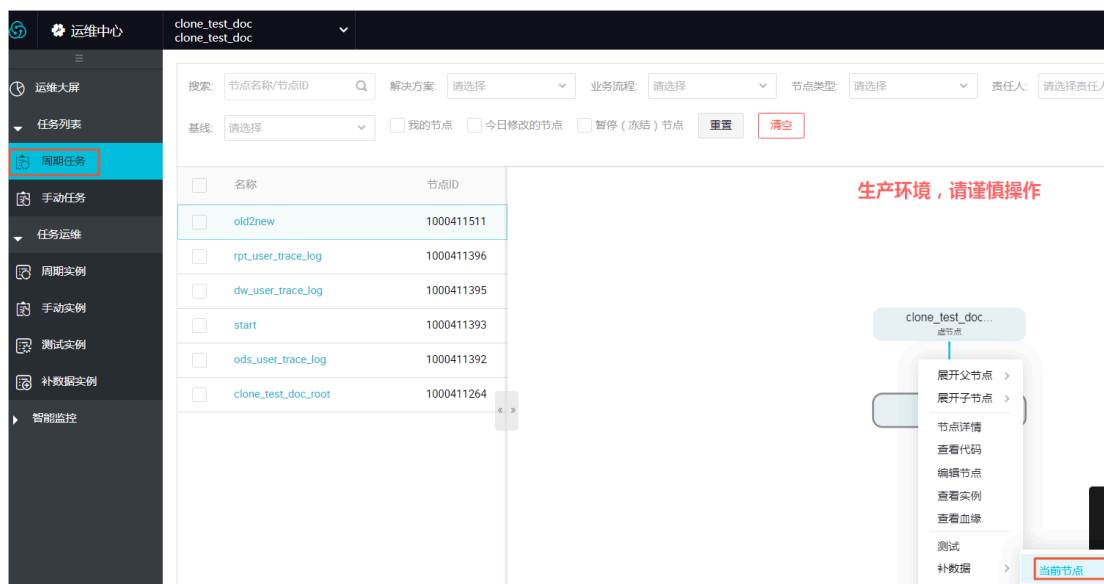 运维中心
clone_test_doc
clone_test_doc
运维大屏
任务列表
周期任务
手动任务
任务运维
周期实例
手动实例
测试实例
补数据实例
智能监控
搜索: 节点名称/节点ID 解决方案: 请选择 业务流程: 请选择 节点类型: 请选择 责任人: 请选择责任人
基线: 请选择 我的节点 今日修改的节点 暂停（冻结）节点 重置 清空
名称 节点ID
old2new 1000411511
rpt_user_trace_log 1000411396
dw_user_trace_log 1000411395
start 1000411393
ods_user_trace_log 1000411392
clone_test_doc_root 1000411264
生产环境，请谨慎操作
clone_test_doc...
虚节点
展开父节点
展开子节点
节点详情
查看代码
编辑节点
查看实例
查看血缘
测试
补数据
当前节点